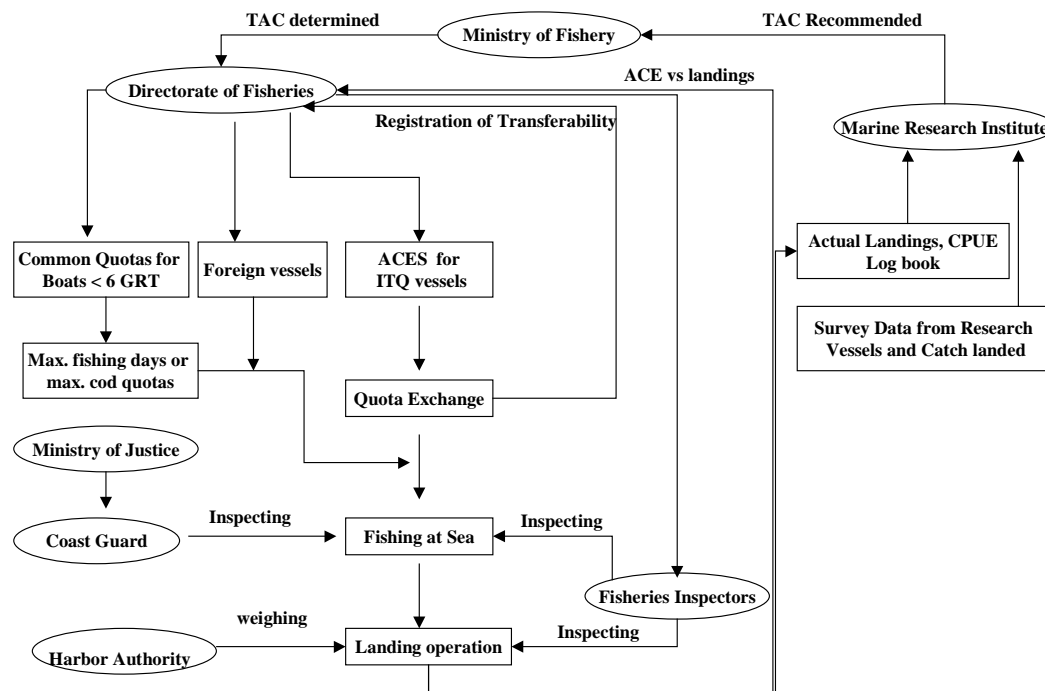 TAC determined
TAC Recommended
Ministry of Fishery
ACE vs landings
Directorate of Fisheries
Registration of Transferability
Marine Research Institute
Common Quotas for
Boats < 6 GRT
Foreign vessels
ACES for
ITQ vessels
Actual Landings, CPUE
Log book
Survey Data from Research
Vessels and Catch landed
Max. fishing days or
max. cod quotas
Quota Exchange
Ministry of Justice
Inspecting
Inspecting
Coast Guard
Fishing at Sea
Fisheries Inspectors
weighing
Inspecting
Harbor Authority
Landing operation